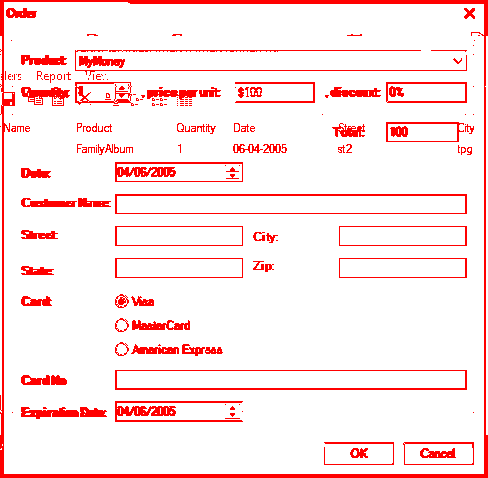 Order
Product: MyMoney
ders Report View
Quantity: 1 price per unit: $100 discount: 0%
Name Product Quantity Date Street City
Total: 100
FamilyAlbum 1 06-04-2005 st2 tpg
Date: 04/06/2005
Customer Name:
Street: City:
State: Zip:
Card: Visa
MasterCard
American Express
Card No
Expiration Date: 04/06/2005
OK Cancel